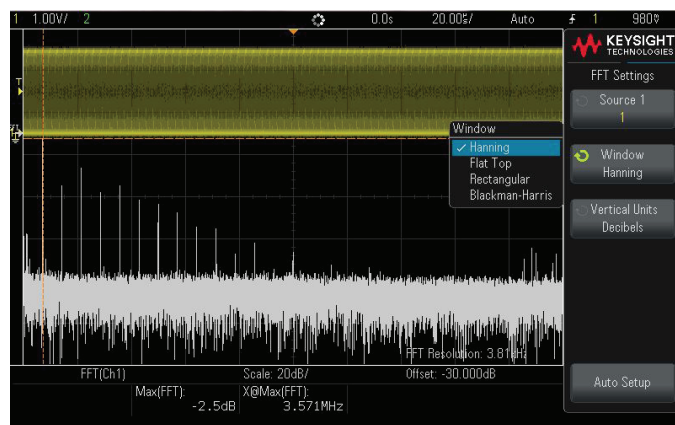 1 1.00V/ 2 0.0s 20.00ʂ/ Auto 1 980
KEYSIGHT
TECHNOLOGIES
FFT Settings
Source 1
1
T
Window
✓ Hanning
Flat Top
Rectangular
Blackman-Harris
Window
Hanning
Vertical Units
Decibels
FFT Resolution: 3.81kHz
FFT(Ch1) Scale: 20dB/ Offset: -30.000dB
Max(FFT): X@Max(FFT):
-2.5dB 3.571MHz
Auto Setup